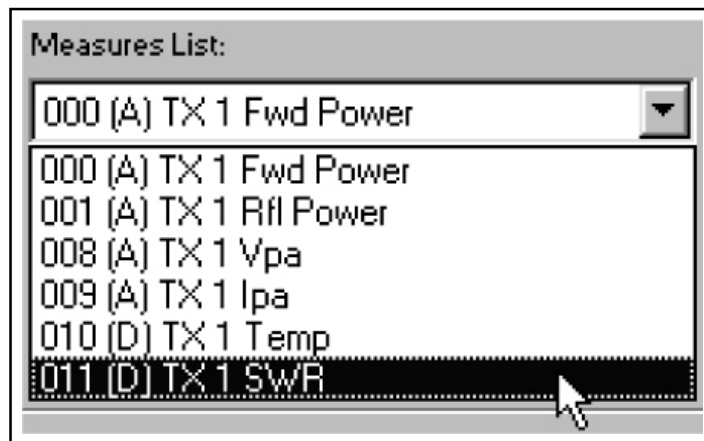 Measures List:
000 (A) TX 1 Fwd Power
000 (A) TX 1 Fwd Power
001 (A) TX 1 Rfl Power
008 (A) TX 1 Vpa
009 (A) TX 1 Ipa
010 (D) TX 1 Temp
011 (D) TX 1 SWR